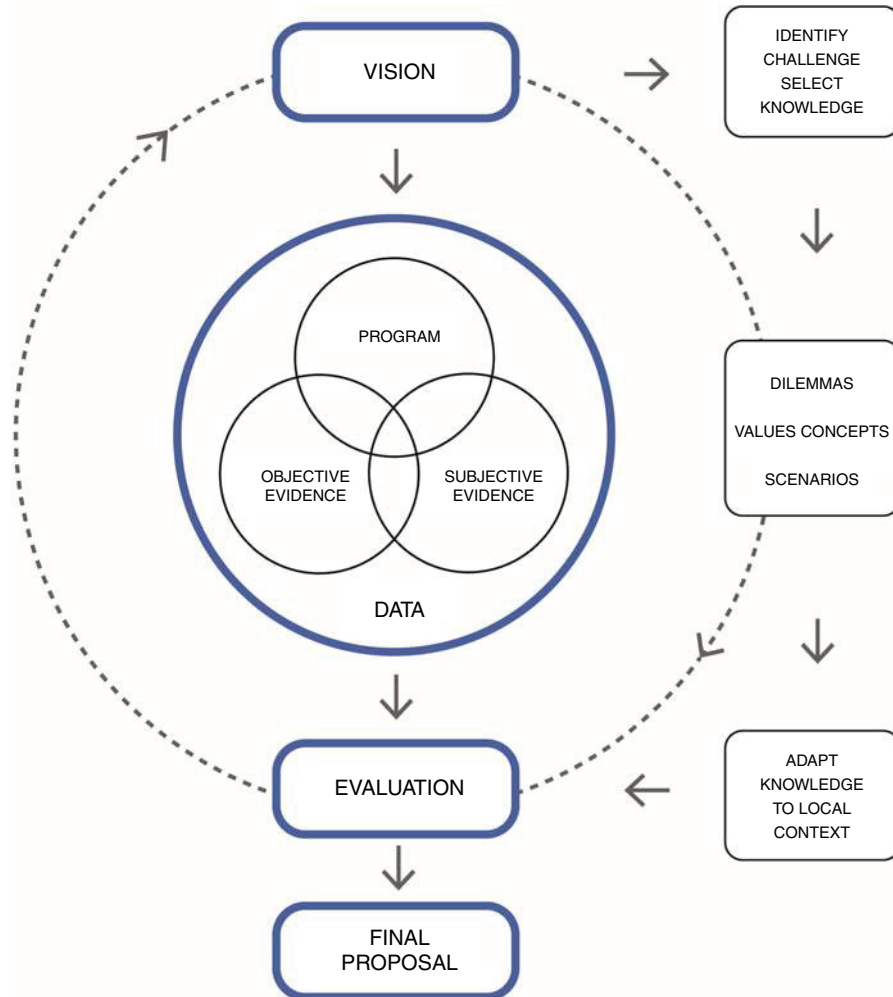 VISION
IDENTIFY
CHALLENGE
SELECT
KNOWLEDGE
PROGRAM
OBJECTIVE
EVIDENCE
SUBJECTIVE
EVIDENCE
DATA
DILEMMAS
VALUES CONCEPTS
SCENARIOS
EVALUATION
ADAPT
KNOWLEDGE
TO LOCAL
CONTEXT
FINAL
PROPOSAL